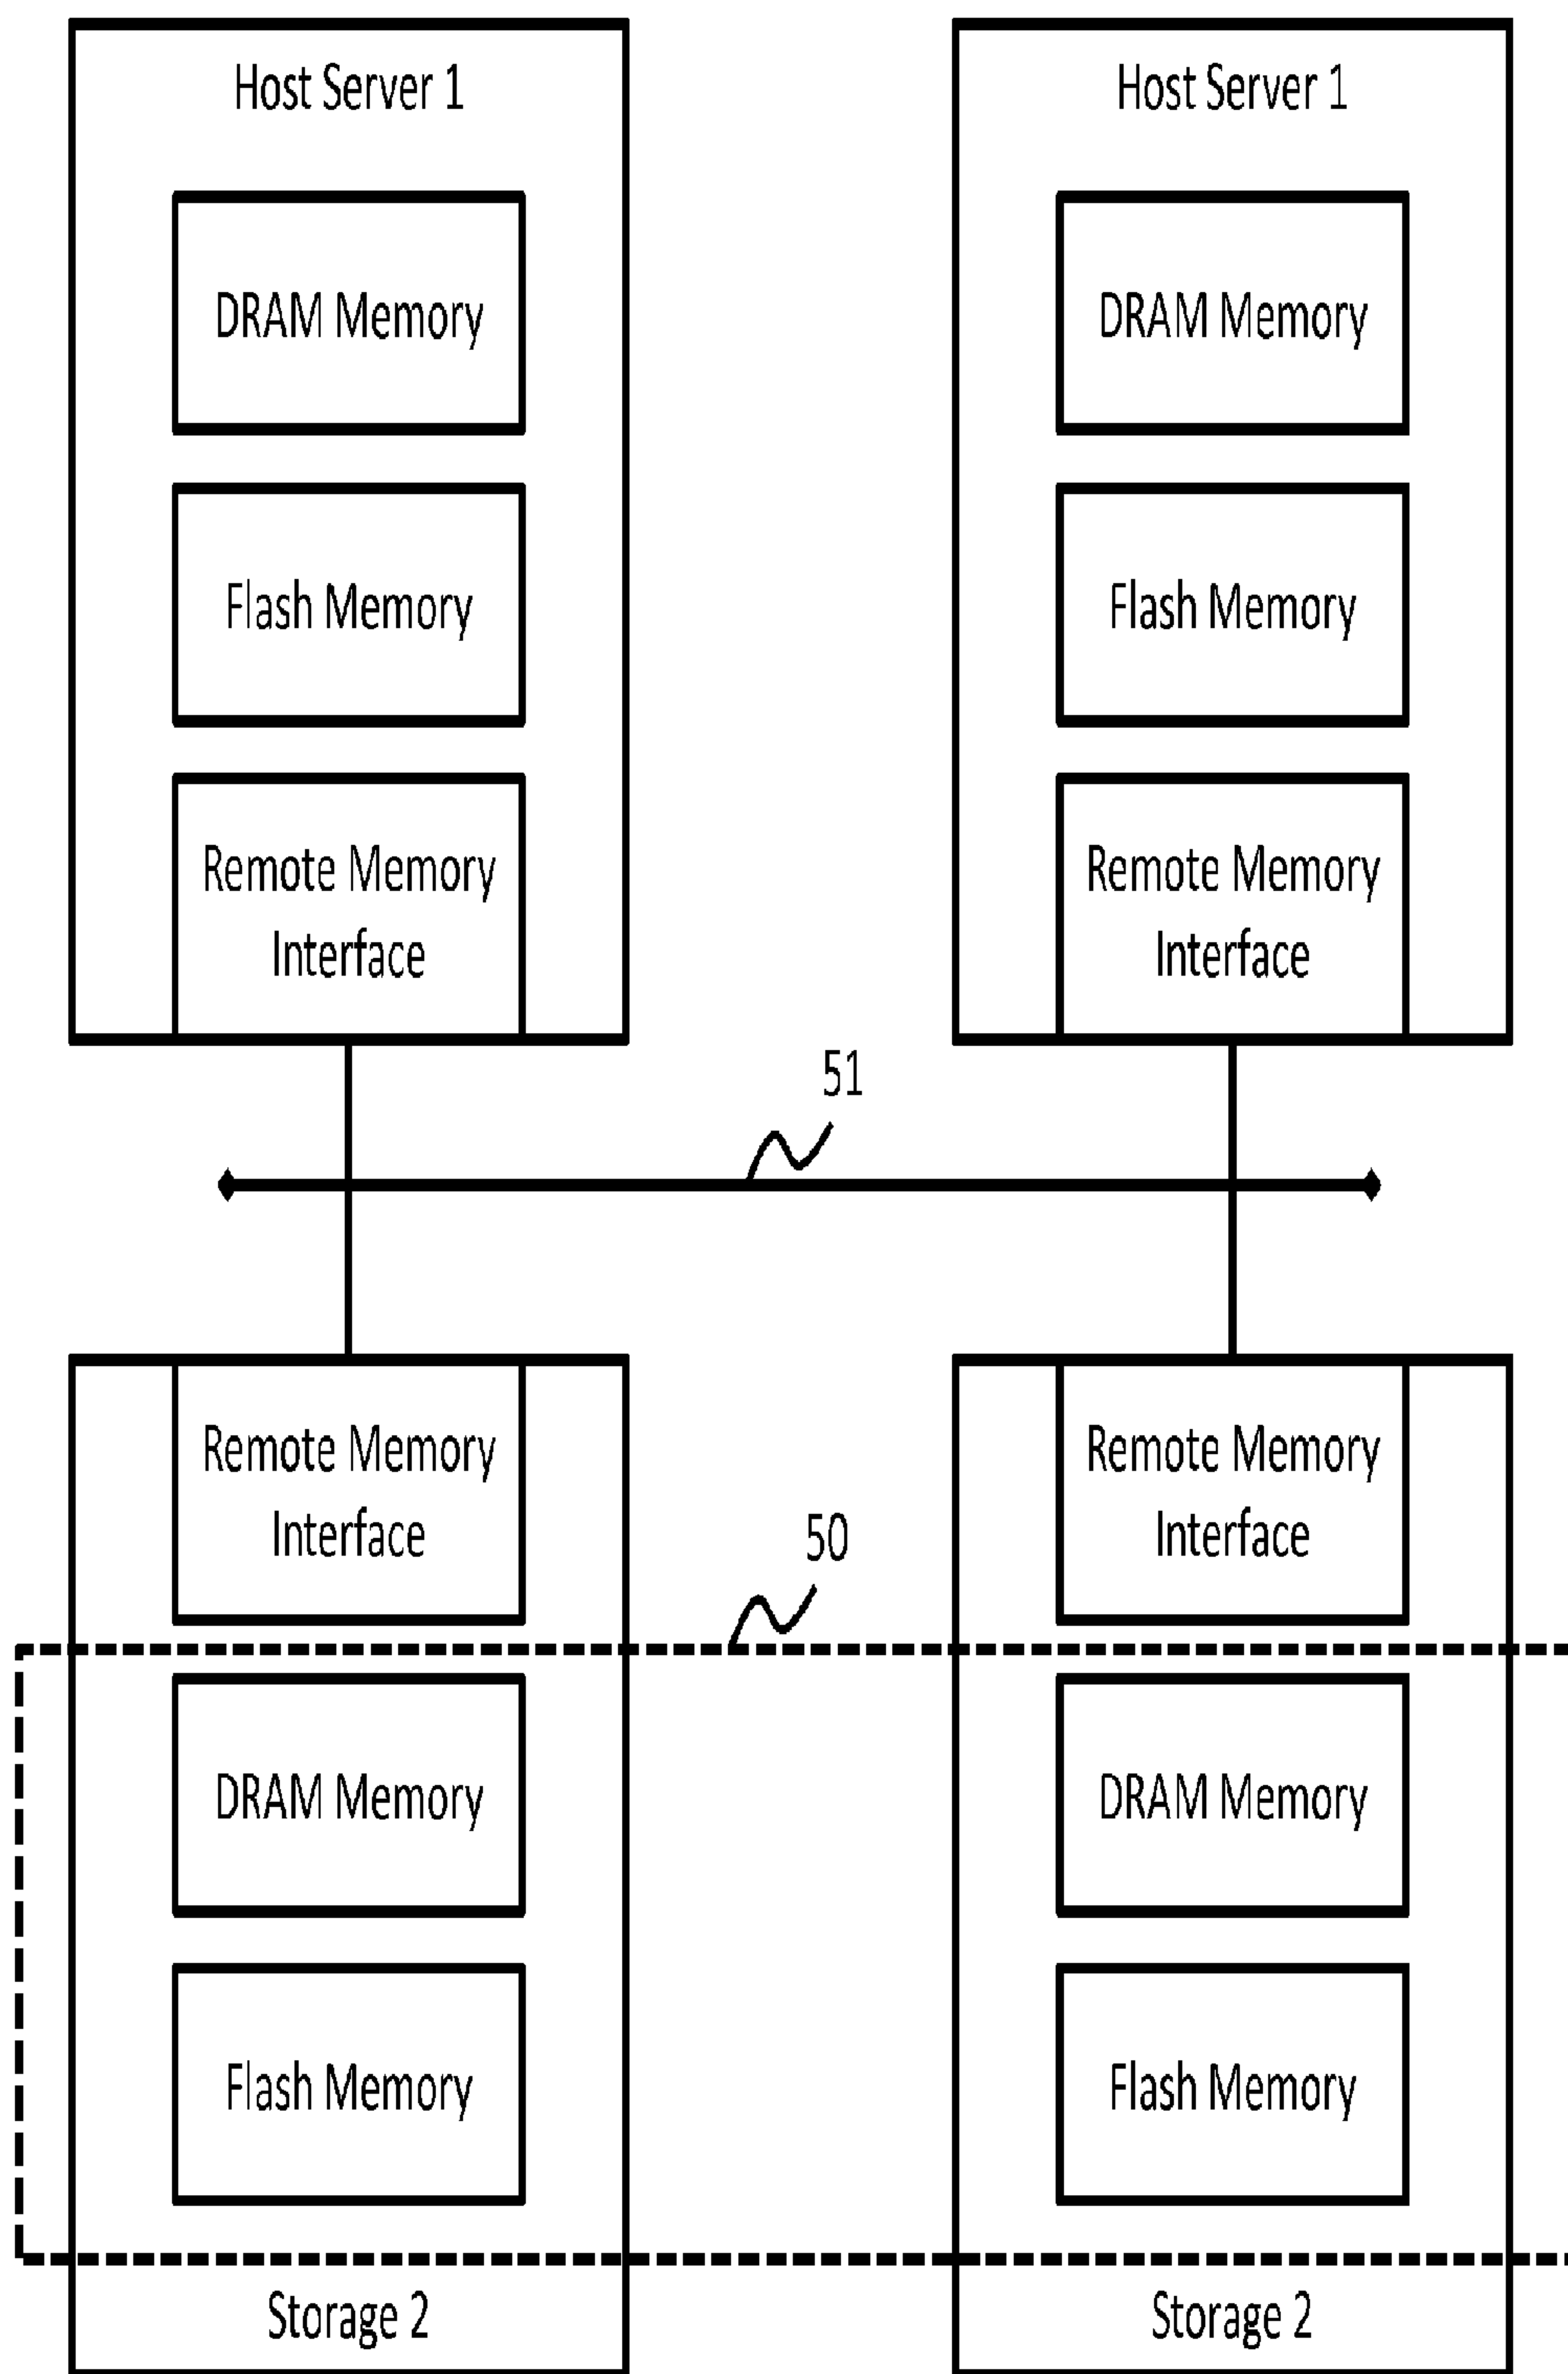 Host Server 1
DRAM Memory
Flash Memory
Remote Memory
Interface
Host Server 1
DRAM Memory
Flash Memory
Remote Memory
Interface
51
Remote Memory
Interface
DRAM Memory
Flash Memory
Storage 2
50
Remote Memory
Interface
DRAM Memory
Flash Memory
Storage 2